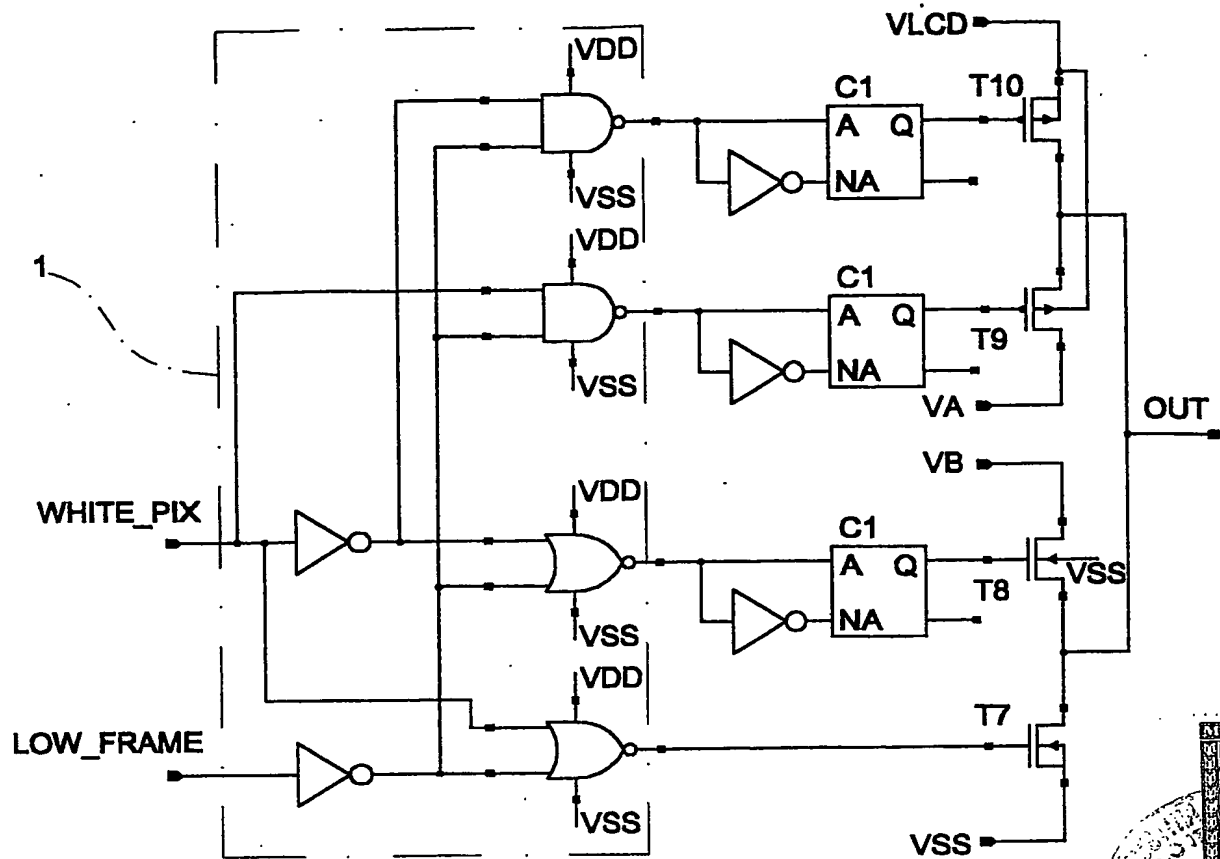 VLCD
VDD
C1
T10
A Q
NA
VSS
VDD
1
C1
A Q
NA
T9
VSS
VA
OUT
VB
VDD
WHITE_PIX
C1
A Q
NA
T8
VSS
VSS
VDD
T7
LOW_FRAME
VSS
VSS